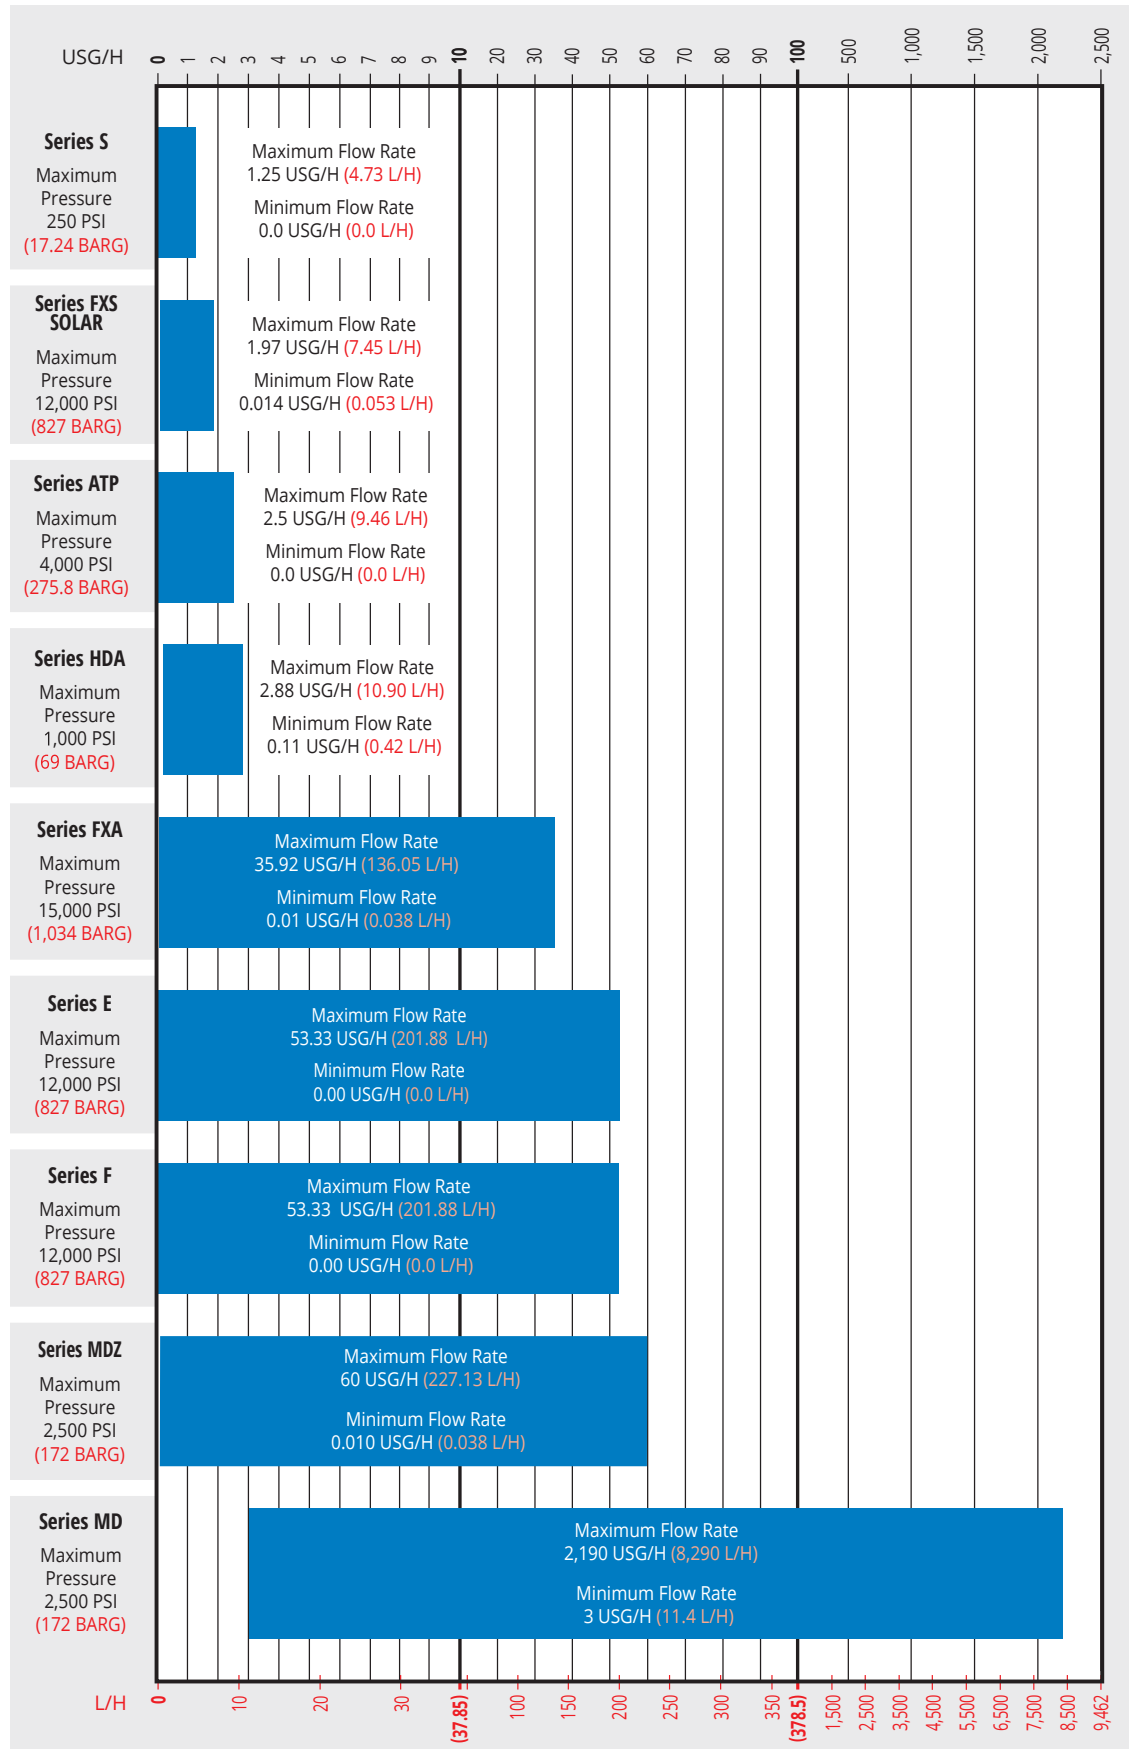 USG/H
0 1 2 3 4 5 6 7 8 9 10 20 30 40 50 60 70 80 90 100 500 1,000 1,500 2,000 2,500
Series S
Maximum
Pressure
250 PSI
(17.24 BARG)
Maximum Flow Rate
1.25 USG/H (4.73 L/H)
Minimum Flow Rate
0.0 USG/H (0.0 L/H)
Series FXS
SOLAR
Maximum
Pressure
12,000 PSI
(827 BARG)
Maximum Flow Rate
1.97 USG/H (7.45 L/H)
Minimum Flow Rate
0.014 USG/H (0.053 L/H)
Series ATP
Maximum
Pressure
4,000 PSI
(275.8 BARG)
Maximum Flow Rate
2.5 USG/H (9.46 L/H)
Minimum Flow Rate
0.0 USG/H (0.0 L/H)
Series HDA
Maximum
Pressure
1,000 PSI
(69 BARG)
Maximum Flow Rate
2.88 USG/H (10.90 L/H)
Minimum Flow Rate
0.11 USG/H (0.42 L/H)
Series FXA
Maximum
Pressure
15,000 PSI
(1,034 BARG)
Maximum Flow Rate
35.92 USG/H (136.05 L/H)
Minimum Flow Rate
0.01 USG/H (0.038 L/H)
Series E
Maximum
Pressure
12,000 PSI
(827 BARG)
Maximum Flow Rate
53.33 USG/H (201.88 L/H)
Minimum Flow Rate
0.00 USG/H (0.0 L/H)
Series F
Maximum
Pressure
12,000 PSI
(827 BARG)
Maximum Flow Rate
53.33 USG/H (201.88 L/H)
Minimum Flow Rate
0.00 USG/H (0.0 L/H)
Series MDZ
Maximum
Pressure
2,500 PSI
(172 BARG)
Maximum Flow Rate
60 USG/H (227.13 L/H)
Minimum Flow Rate
0.010 USG/H (0.038 L/H)
Series MD
Maximum
Pressure
2,500 PSI
(172 BARG)
Maximum Flow Rate
2,190 USG/H (8,290 L/H)
Minimum Flow Rate
3 USG/H (11.4 L/H)
L/H
0 10 20 30 (37.85) 100 150 200 250 300 350 (378.5) 1,500 2,500 3,500 4,500 5,500 6,500 7,500 8,500 9,462